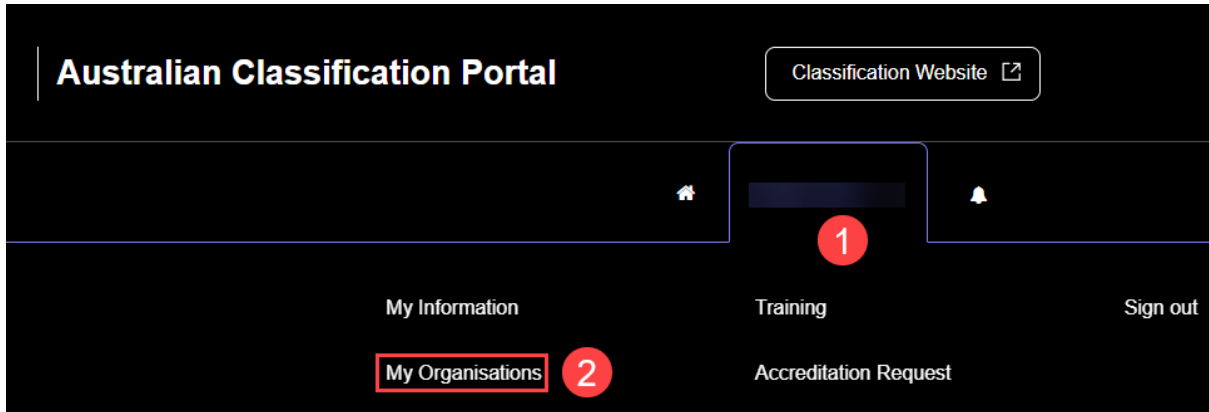 Australian Classification Portal
Classification Website
1
My Information
Training
Sign out
My Organisations
2
Accreditation Request